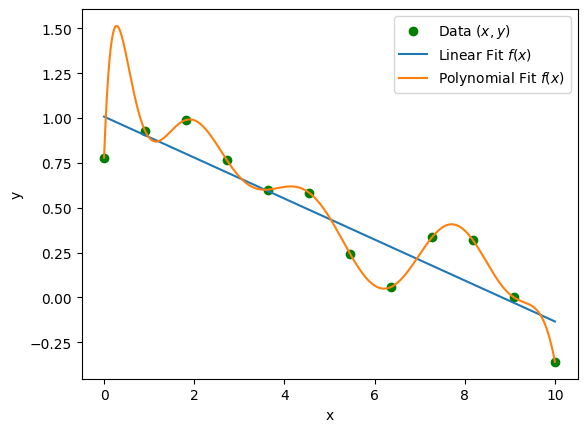 Data (x, y)
Linear Fit f(x)
Polynomial Fit f(x)
1.50
1.25
1.00
0.75
0.50
0.25
0.00
−0.25
y
0 2 4 6 8 10
x